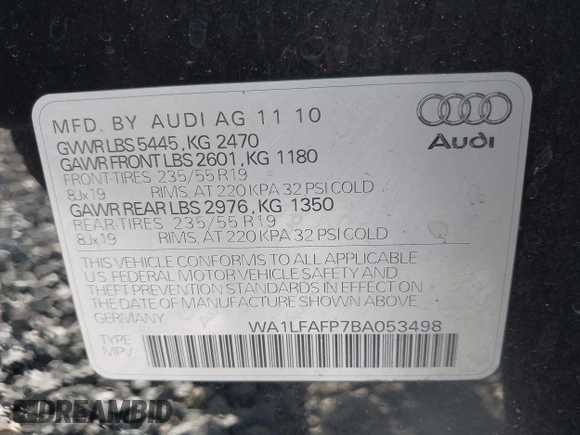 MFD. BY AUDI AG 11 10
GVWR LBS 5445, KG 2470
GAWR FRONT LBS 2601, KG 1180
FRONT-TIRES 235/55 R19
8Jx19 RIMS, AT 220 KPA 32 PSI COLD
GAWR REAR LBS 2976, KG 1350
REAR-TIRES 235/55 R19
8Jx19 RIMS, AT 220 KPA 32 PSI COLD
Audi
THIS VEHICLE CONFORMS TO ALL APPLICABLE
U.S. FEDERAL MOTOR VEHICLE SAFETY AND
THEFT PREVENTION STANDARDS IN EFFECT ON
THE DATE OF MANUFACTURE SHOWN ABOVE.
GERMANY
WA1LFAFP7BA053498
TYPE
MPV
DREAMBID